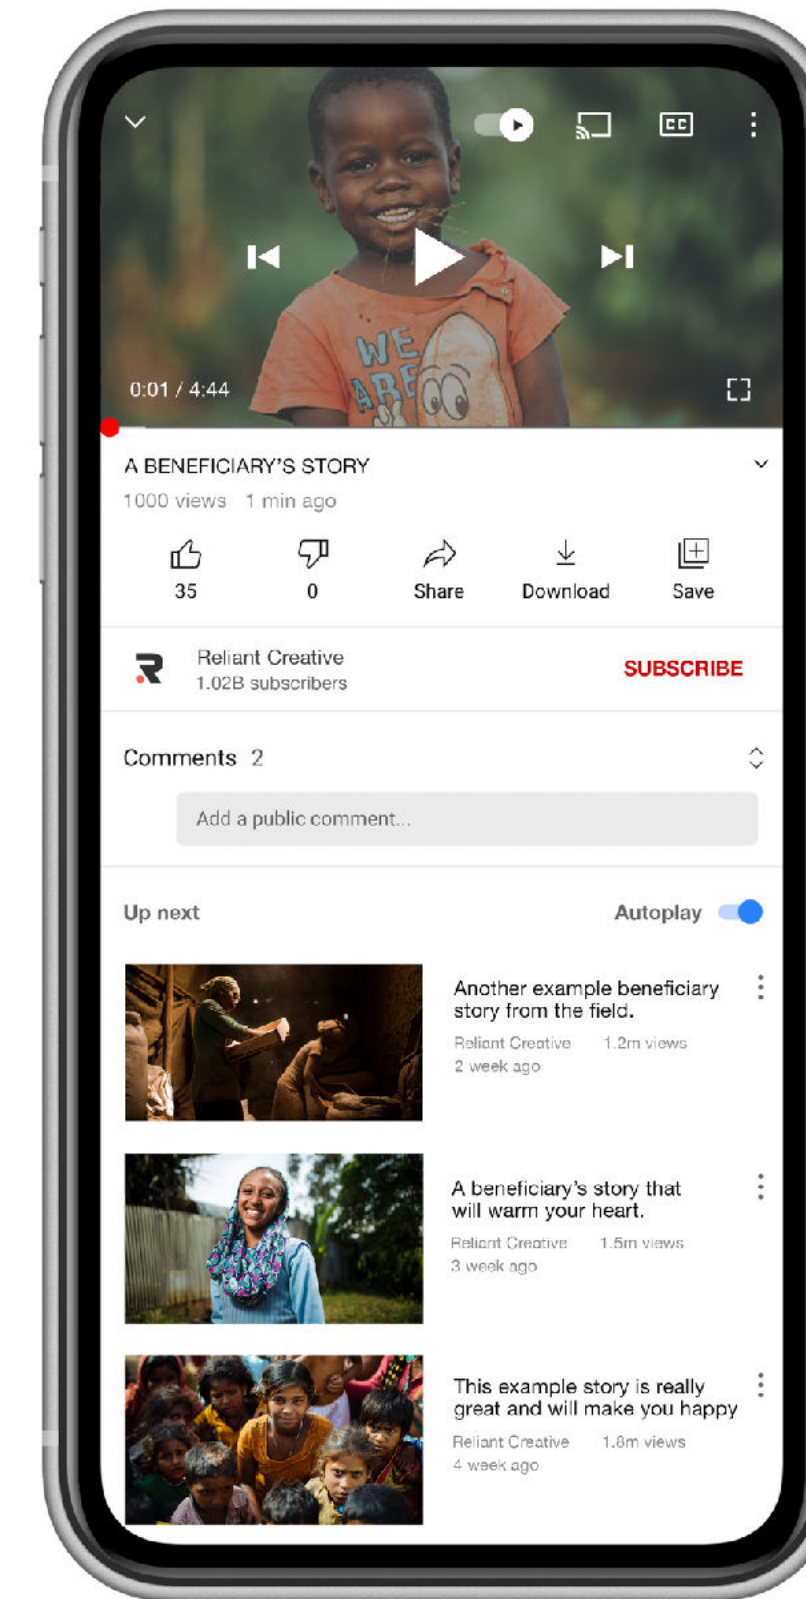 CC
WE
ARE
0:01 / 4:44
A BENEFICIARY'S STORY
1000 views 1 min ago
35
0
Share
Download
Save
Reliant Creative
1.02B subscribers
SUBSCRIBE
Comments 2
Add a public comment...
Up next
Autoplay
Another example beneficiary
story from the field.
Reliant Creative 1.2m views
2 week ago
A beneficiary's story that
will warm your heart.
Reliant Creative 1.5m views
3 week ago
This example story is really
great and will make you happy
Reliant Creative 1.8m views
4 week ago